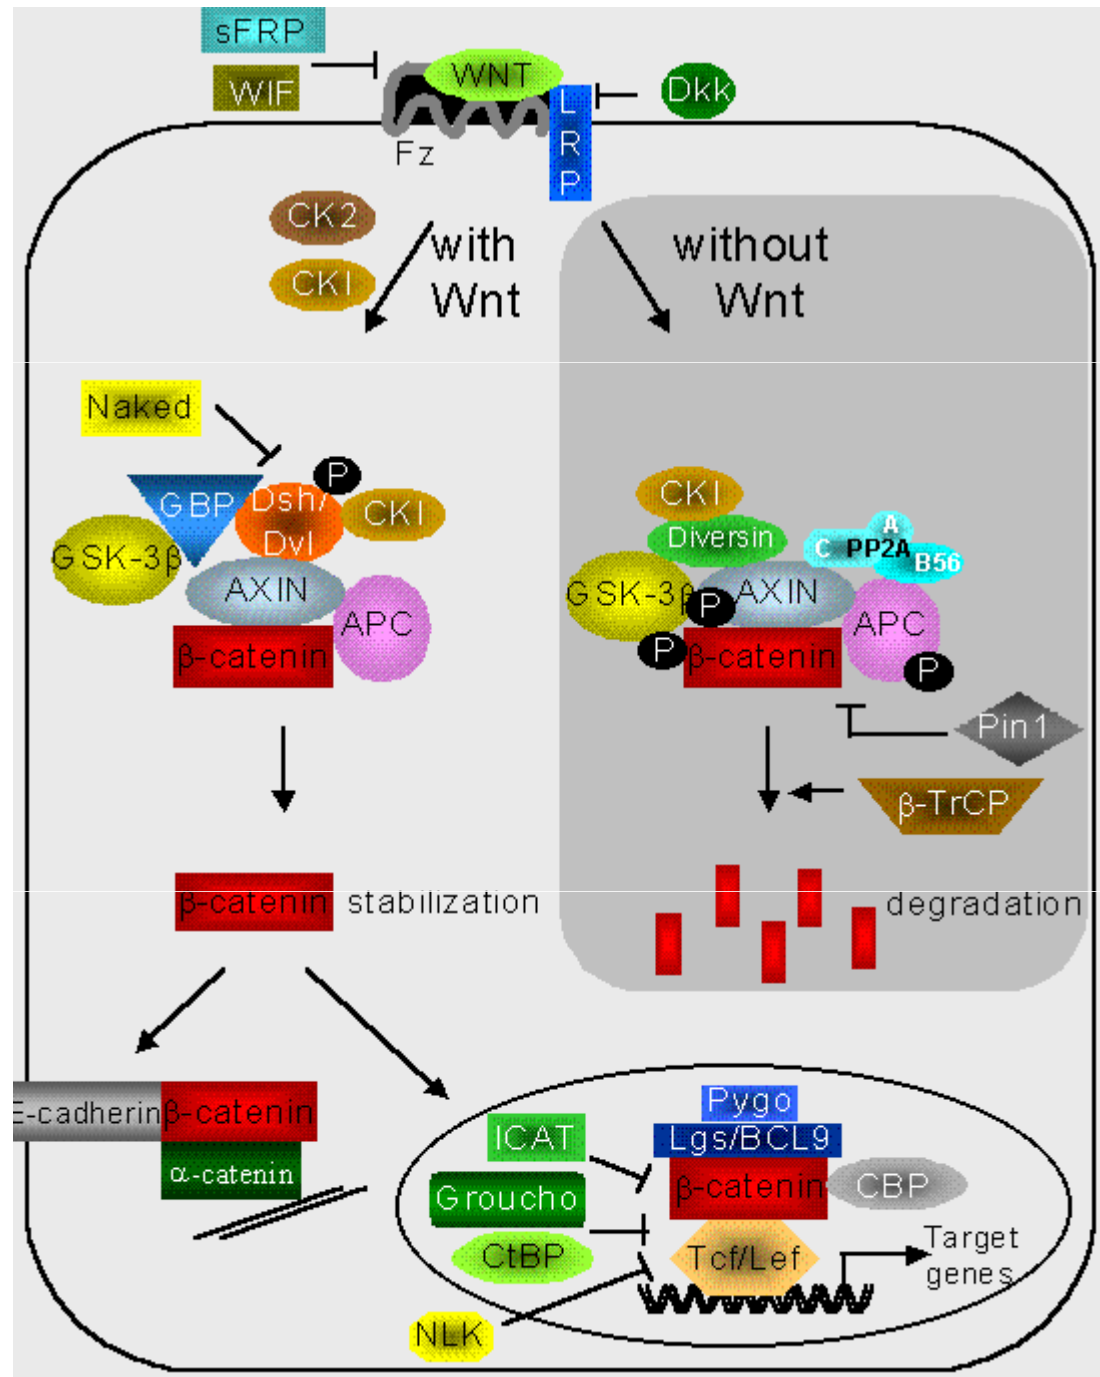 sFRP
WIF
WNT
L
R
P
Dkk
Fz
CK2
CKI
with
Wnt
without
Wnt
Naked
GBP
Dsh/
Dvl
P
CKI
GSK-3β
AXIN
APC
β-catenin
CKI
Diversin
C
PP2A
A
B56
GSK-3β
P
AXIN
APC
P
β-catenin
P
Pin1
β-TrCP
β-catenin
stabilization
degradation
E-cadherin
β-catenin
α-catenin
ICAT
Groucho
CtBP
NLK
Pygo
Lgs/BCL9
β-catenin
CBP
Tcf/Lef
Target
genes